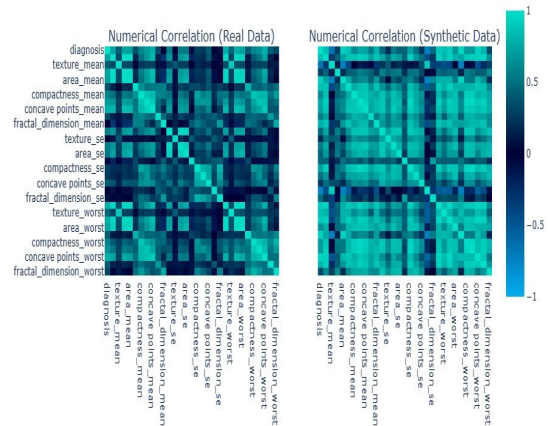 Numerical Correlation (Real Data)
Numerical Correlation (Synthetic Data)
diagnosis
texture_mean
area_mean
compactness_mean
concave points_mean
fractal_dimension_mean
texture_se
area_se
compactness_se
concave points_se
fractal_dimension_se
texture_worst
area_worst
compactness_worst
concave points_worst
fractal_dimension_worst
diagnosis
texture_mean
area_mean
compactness_mean
concave points_mean
fractal_dimension_mean
texture_se
area_se
compactness_se
concave points_se
fractal_dimension_se
texture_worst
area_worst
compactness_worst
concave points_worst
fractal_dimension_worst
diagnosis
texture_mean
area_mean
compactness_mean
concave points_mean
fractal_dimension_mean
texture_se
area_se
compactness_se
concave points_se
fractal_dimension_se
texture_worst
area_worst
compactness_worst
concave points_worst
fractal_dimension_worst
1
0.5
0
−0.5
−1